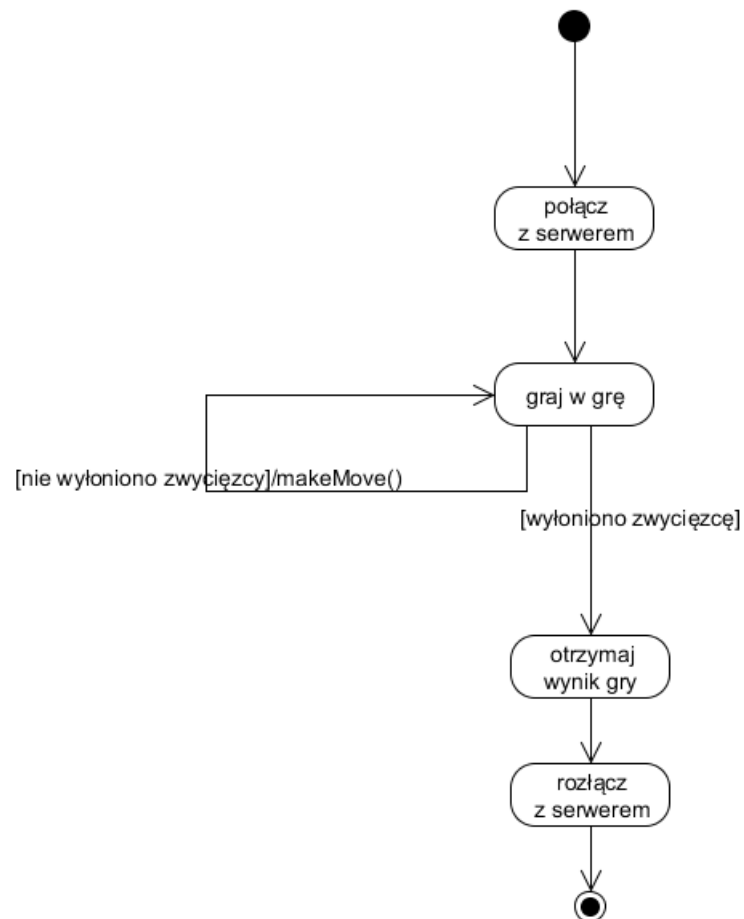 połącz
z serwerem
graj w grę
[nie wyłoniono zwycięzcy]/makeMove()
[wyłoniono zwycięzcę]
otrzymaj
wynik gry
rozłącz
z serwerem